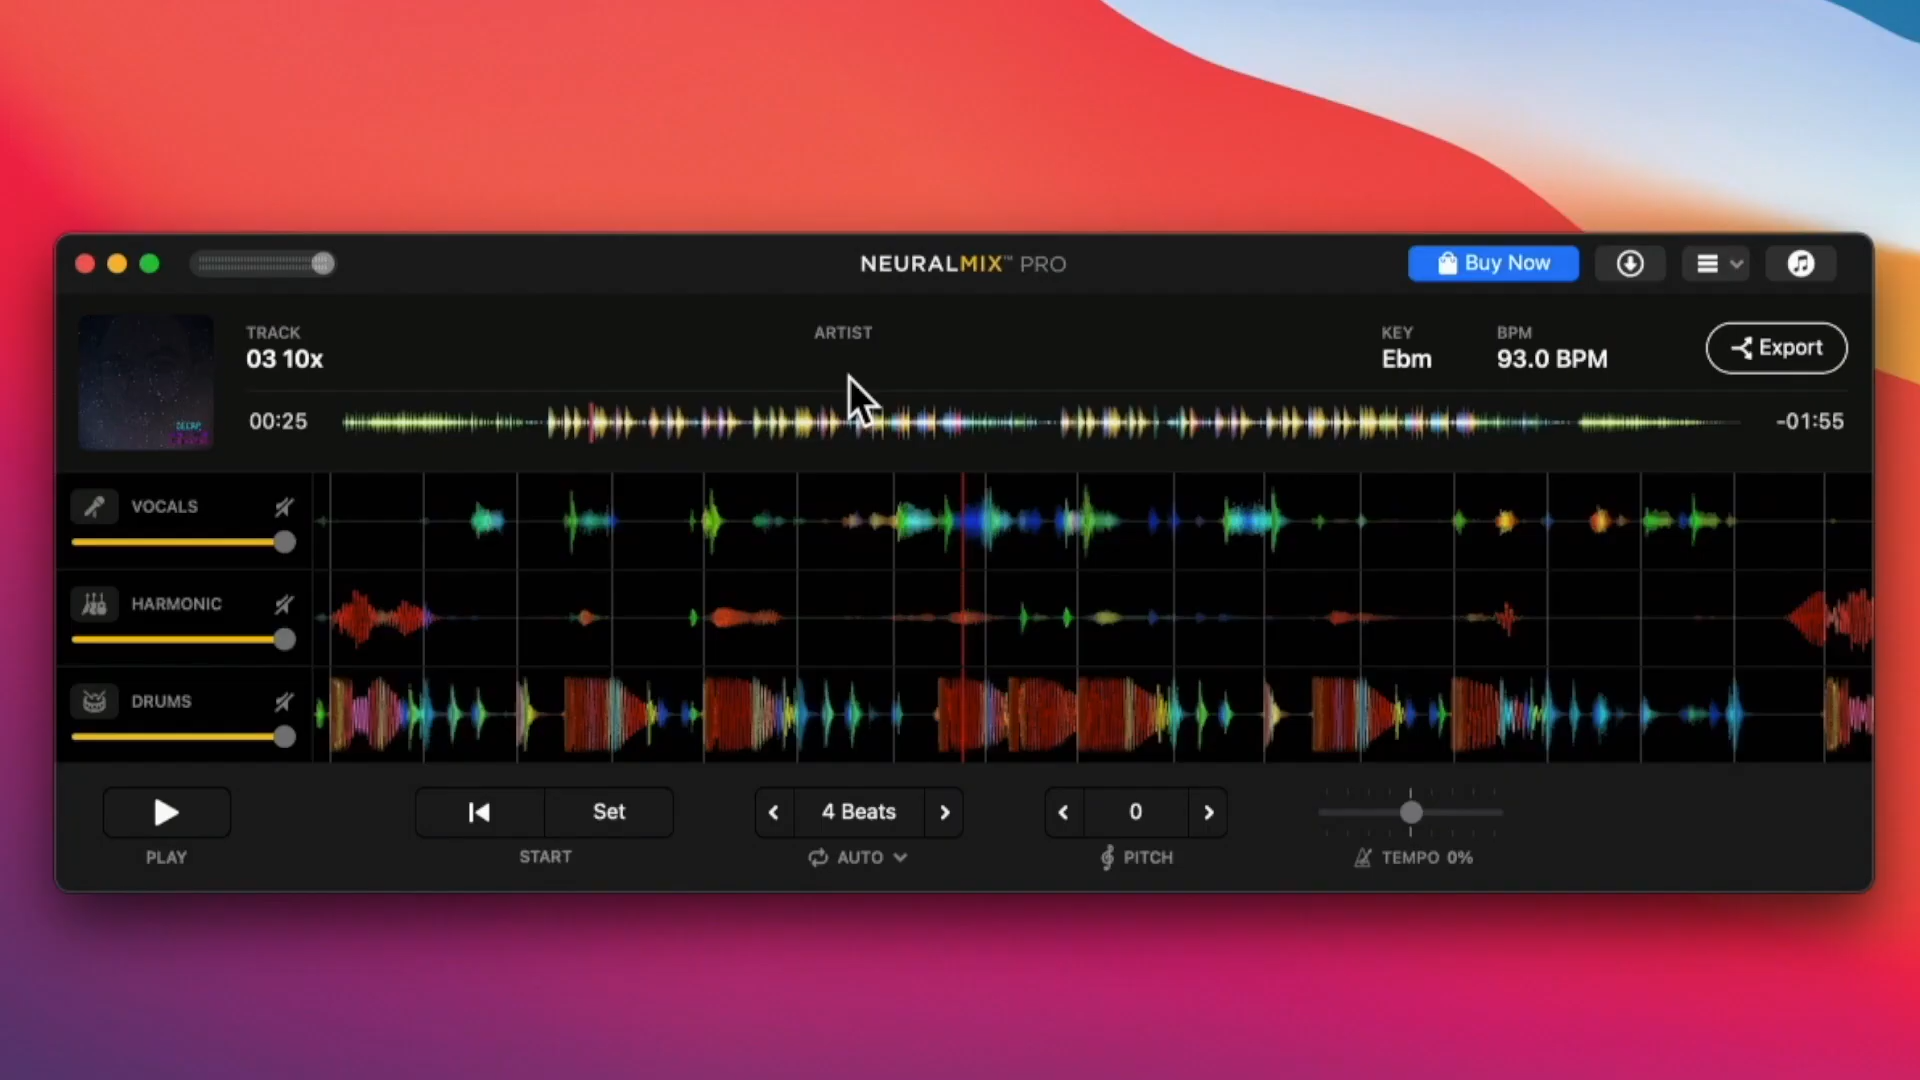 NEURALMIX™ PRO
Buy Now
TRACK
03 10x
ARTIST
KEY
Ebm
BPM
93.0 BPM
Export
00:25
-01:55
VOCALS
HARMONIC
DRUMS
Set
4 Beats
0
PLAY
START
AUTO
PITCH
TEMPO 0%